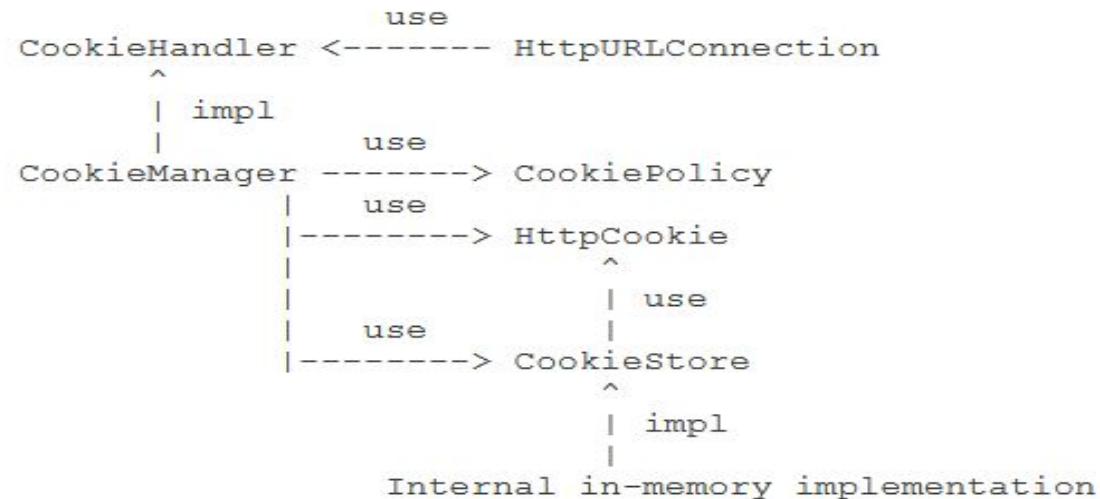 use
CookieHandler <------- HttpURLConnection
^
| impl
| use
CookieManager -------> CookiePolicy
| use
|--------> HttpCookie
| ^
| | use
| use |
|--------> CookieStore
^
| impl
|
Internal in-memory implementation